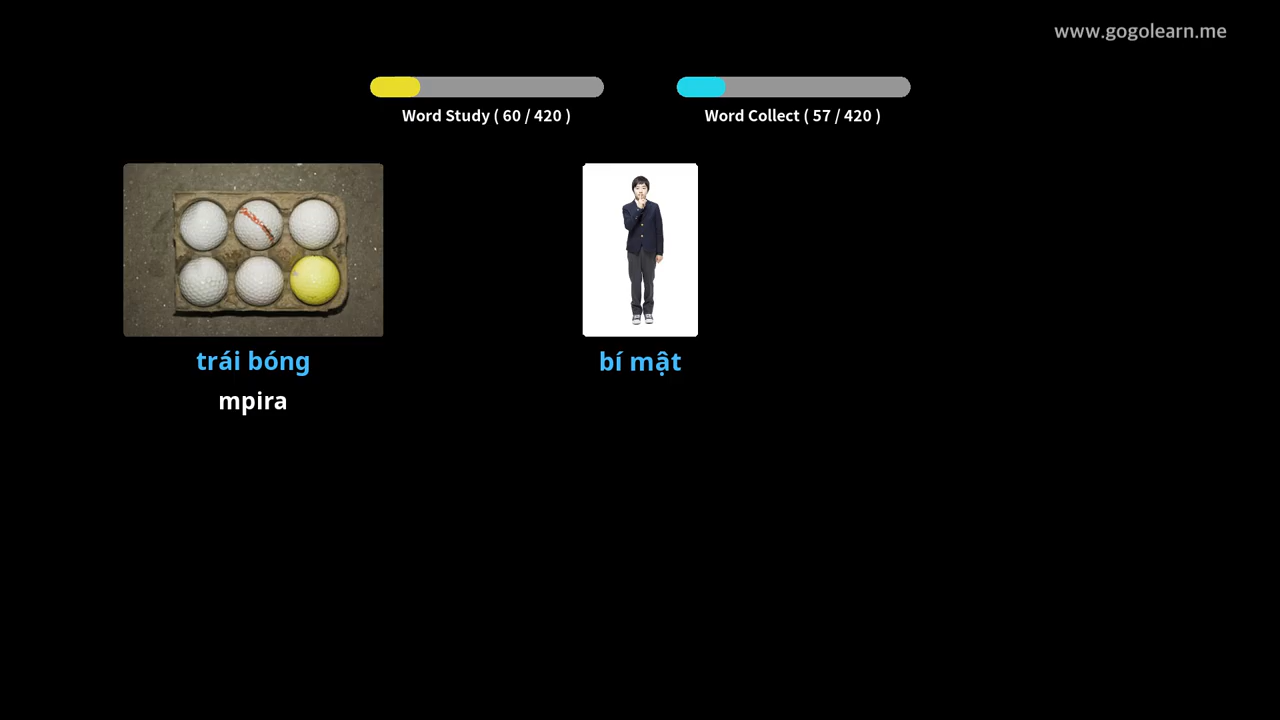 www.gogolearn.me
Word Study ( 60 / 420 )
Word Collect ( 57 / 420 )
trái bóng
mpira
bí mật